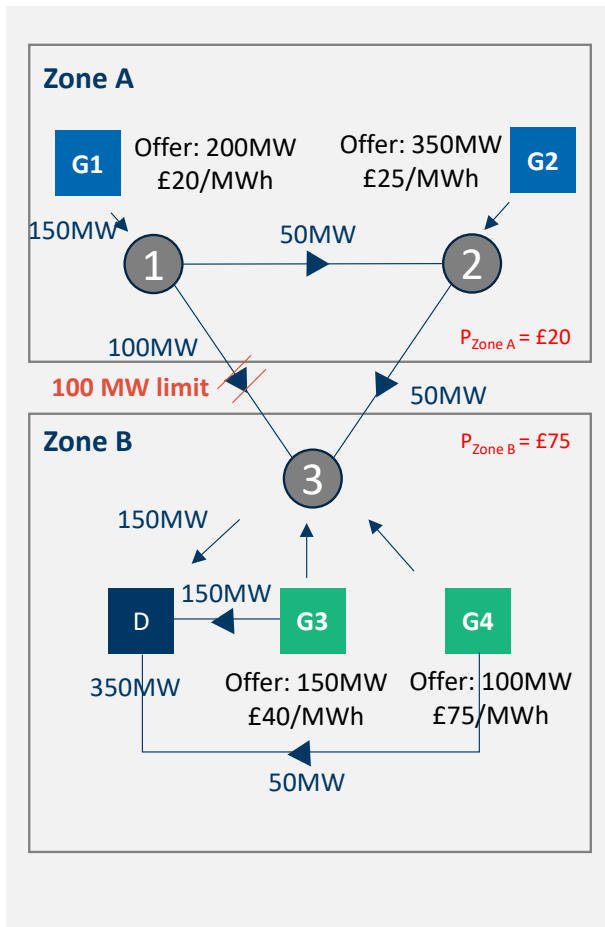 Zone A
G1
Offer: 200MW
£20/MWh
Offer: 350MW
£25/MWh
G2
150MW
50MW
1
2
100MW
P Zone A = £20
100 MW limit
50MW
Zone B
P Zone B = £75
3
150MW
150MW
D
G3
G4
350MW
Offer: 150MW
£40/MWh
Offer: 100MW
£75/MWh
50MW